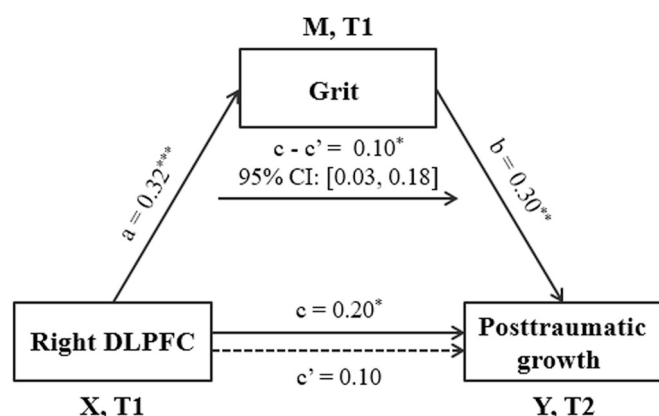 M, T1
Grit
c - c’ = 0.10*
95% CI: [0.03, 0.18]
a = 0.32***
b = 0.30**
Right DLPFC
c = 0.20*
c’ = 0.10
Posttraumatic
growth
X, T1
Y, T2